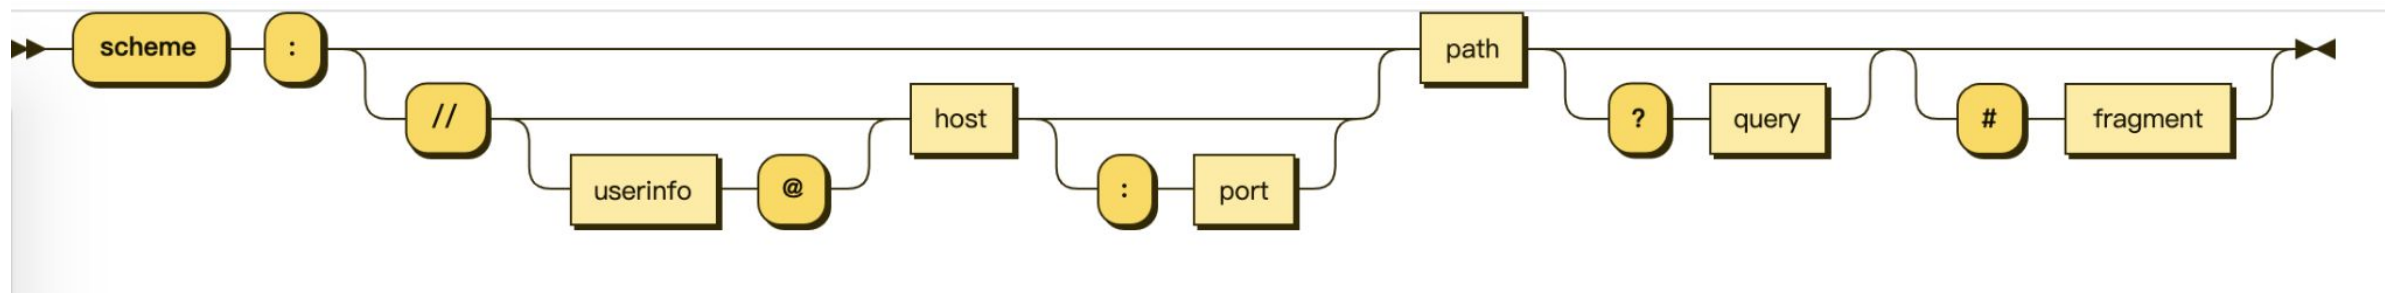 scheme : path
// host ? query # fragment
userinfo @ : port